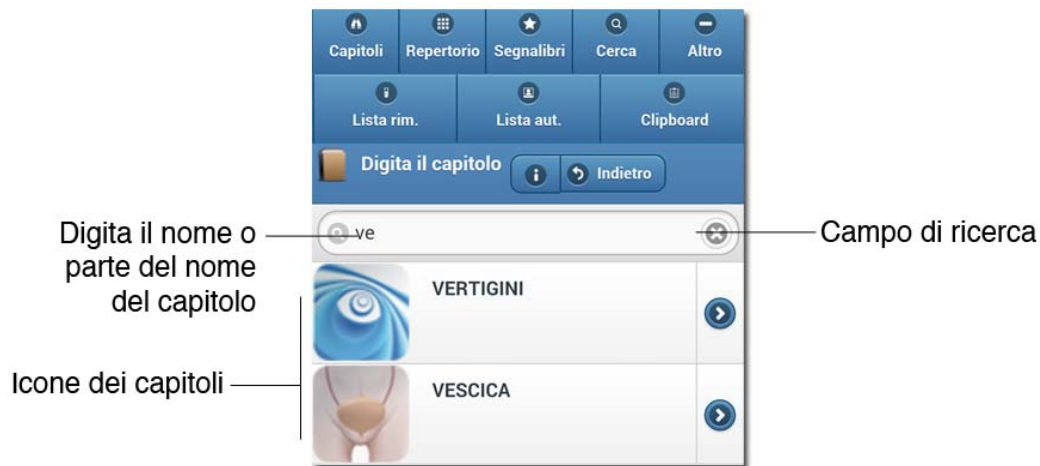 Capitoli Repertorio Segnalibri Cerca Altro
Lista rim. Lista aut. Clipboard
Digita il capitolo i Indietro
Digita il nome o
parte del nome
del capitolo
ve
Campo di ricerca
VERTIGINI
Icone dei capitoli
VESCICA